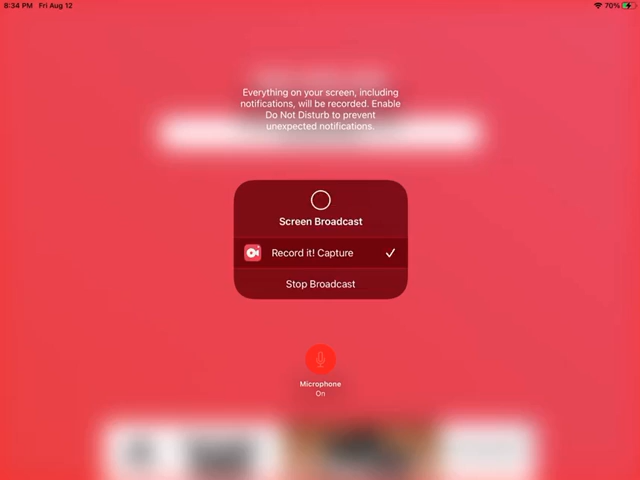 8:34 PM Fri Aug 12
70%
Everything on your screen, including
notifications, will be recorded. Enable
Do Not Disturb to prevent
unexpected notifications.
Screen Broadcast
Record it! Capture
Stop Broadcast
Microphone
On